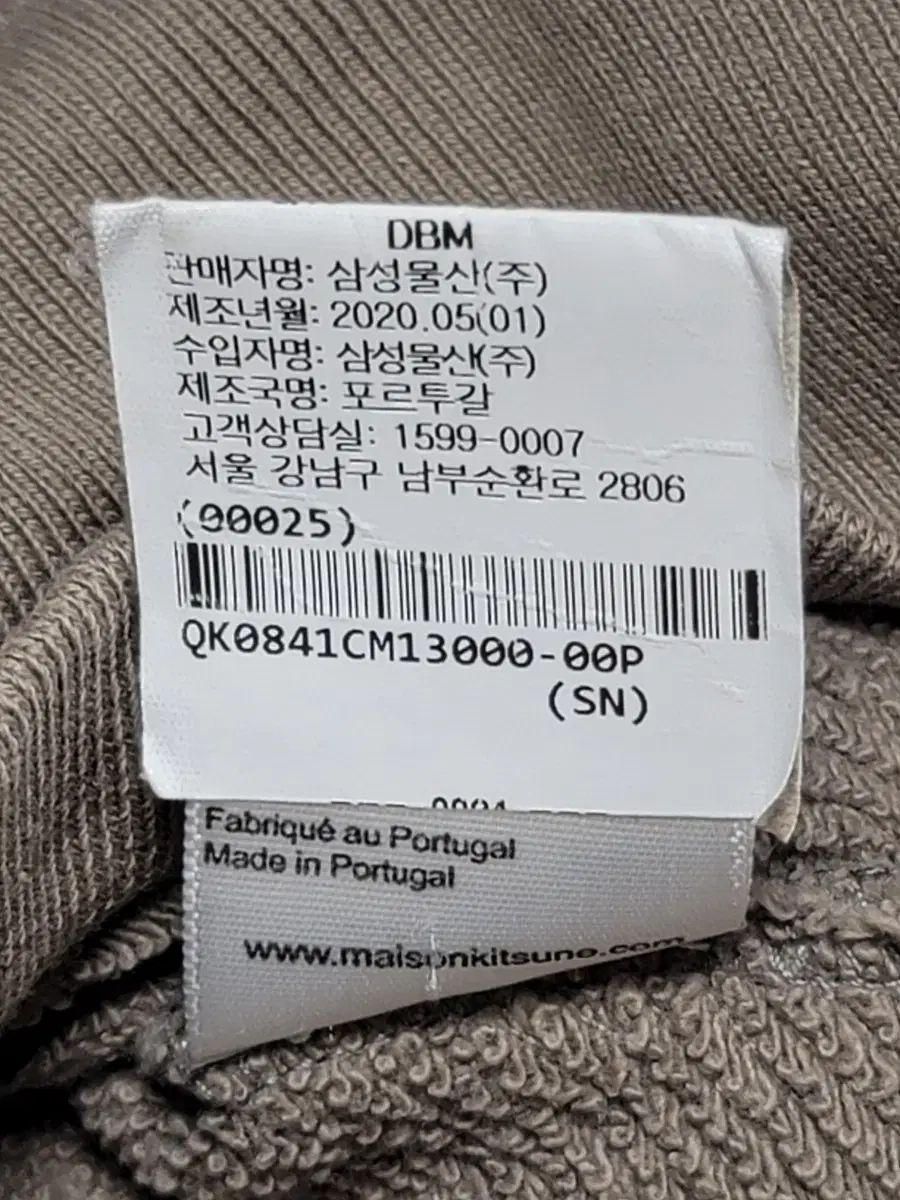 DBM
판매자명: 삼성물산(주)
제조년월: 2020.05(01)
수입자명: 삼성물산(주)
제조국명: 포르투갈
고객상담실: 1599-0007
서울 강남구 남부순환로 2806
(00025)
QK0841CM13000-00P
(SN)
Fabriqué au Portugal
Made in Portugal
www.maisonkitsune.com